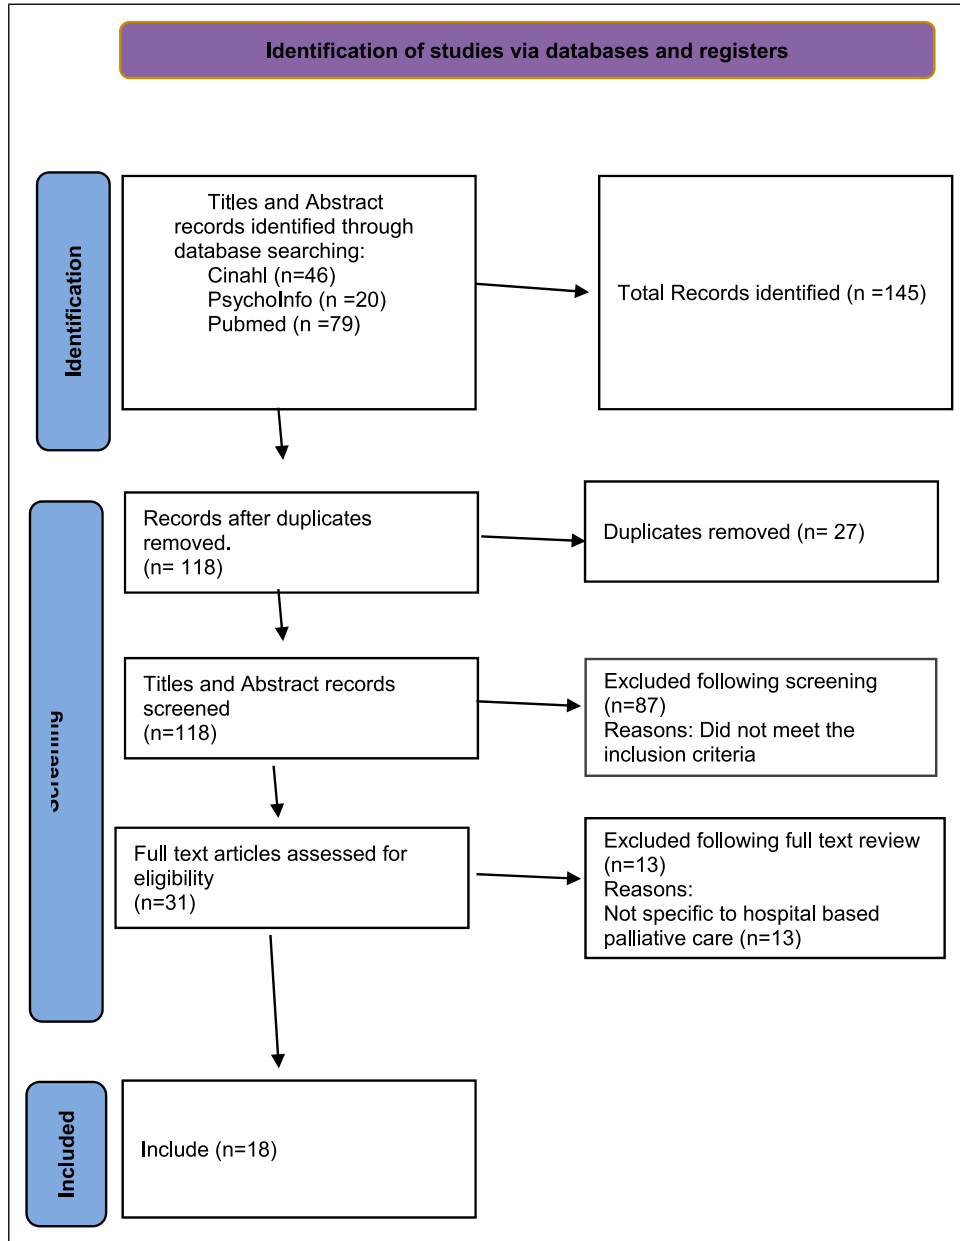 Identification of studies via databases and registers
Identification
Titles and Abstract
records identified through
database searching:
Cinahl (n=46)
PsychoInfo (n =20)
Pubmed (n =79)
Total Records identified (n =145)
Screening
Records after duplicates
removed.
(n= 118)
Duplicates removed (n= 27)
Titles and Abstract records
screened
(n=118)
Excluded following screening
(n=87)
Reasons: Did not meet the
inclusion criteria
Full text articles assessed for
eligibility
(n=31)
Excluded following full text review
(n=13)
Reasons:
Not specific to hospital based
palliative care (n=13)
Included
Include (n=18)